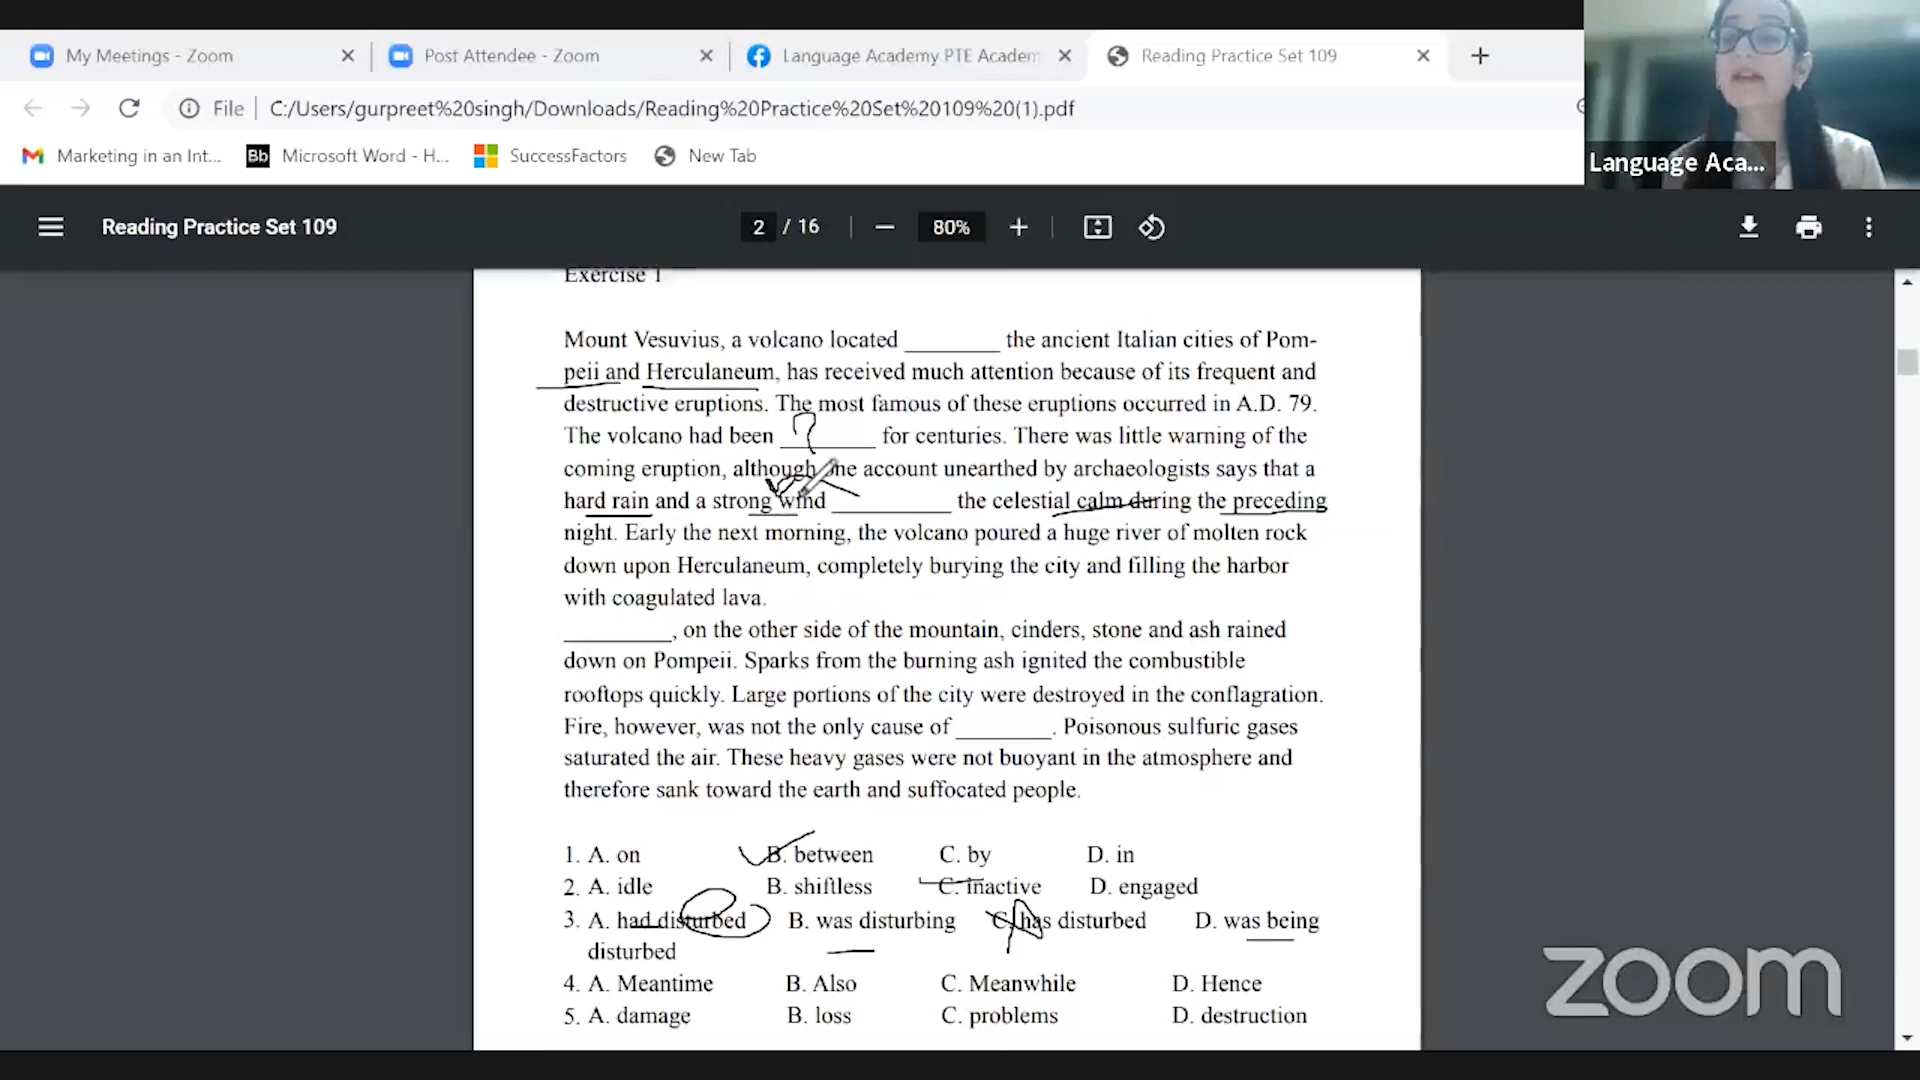 My Meetings - Zoom
Post Attendee - Zoom
Language Academy PTE Academ
Reading Practice Set 109
File
C:/Users/gurpreet%20singh/Downloads/Reading%20Practice%20Set%20109%20(1).pdf
Marketing in an Int...
Bb Microsoft Word - H...
SuccessFactors
New Tab
Language Aca...
Reading Practice Set 109
2 / 16
80%
Exercise 1
Mount Vesuvius, a volcano located ________ the ancient Italian cities of Pom-
peii and Herculaneum, has received much attention because of its frequent and
destructive eruptions. The most famous of these eruptions occurred in A.D. 79.
The volcano had been ________ for centuries. There was little warning of the
?
coming eruption, although one account unearthed by archaeologists says that a
hard rain and a strong wind __________ the celestial calm during the preceding
night. Early the next morning, the volcano poured a huge river of molten rock
down upon Herculaneum, completely burying the city and filling the harbor
with coagulated lava.
_________, on the other side of the mountain, cinders, stone and ash rained
down on Pompeii. Sparks from the burning ash ignited the combustible
rooftops quickly. Large portions of the city were destroyed in the conflagration.
Fire, however, was not the only cause of ________. Poisonous sulfuric gases
saturated the air. These heavy gases were not buoyant in the atmosphere and
therefore sank toward the earth and suffocated people.
1. A. on B. between C. by D. in
2. A. idle B. shiftless C. inactive D. engaged
3. A. had disturbed B. was disturbing C. has disturbed D. was being
disturbed
4. A. Meantime B. Also C. Meanwhile D. Hence
5. A. damage B. loss C. problems D. destruction
zoom